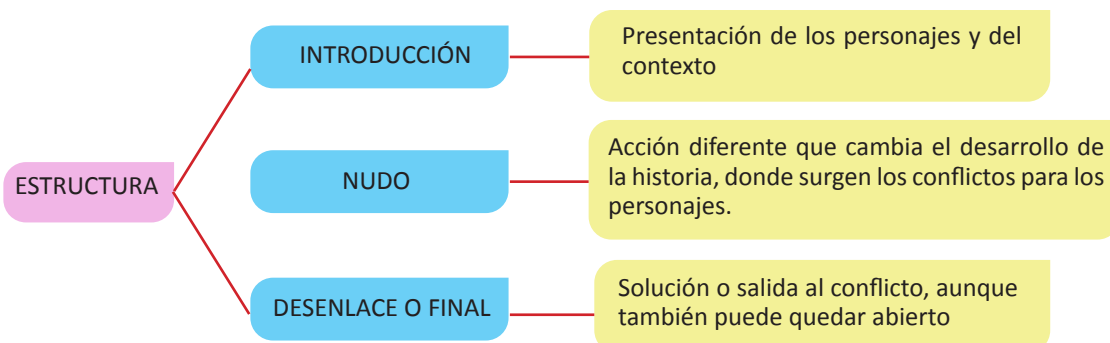 ESTRUCTURA
INTRODUCCIÓN
Presentación de los personajes y del
contexto
NUDO
Acción diferente que cambia el desarrollo de
la historia, donde surgen los conflictos para los
personajes.
DESENLACE O FINAL
Solución o salida al conflicto, aunque
también puede quedar abierto